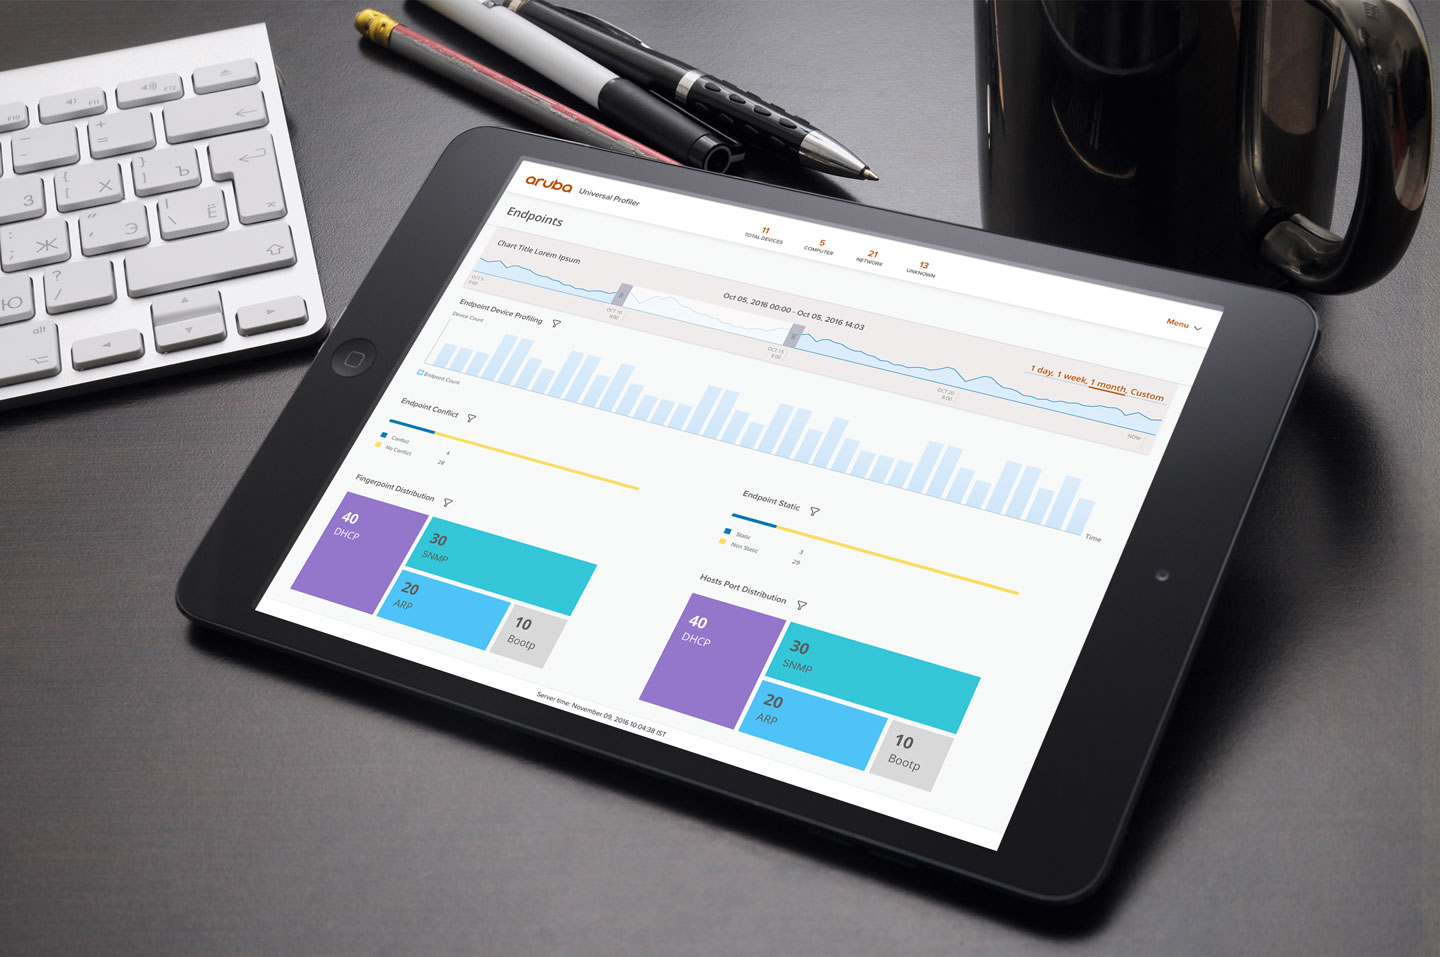 aruba Universal Profiler
Endpoints
11
TOTAL DEVICES
5
COMPUTER
21
NETWORK
13
UNKNOWN
Menu
Chart Title Lorem Ipsum
Oct 05, 2016 00:00 - Oct 05, 2016 14:03
1 day, 1 week, 1 month, Custom
OCT 5
8:00
OCT 10
8:00
OCT 15
8:00
OCT 20
8:00
NOW
Endpoint Device Profiling
Device Count
Endpoint Count
Time
Endpoint Conflict
Conflict 4
No Conflict 28
Endpoint Static
Static 3
Non Static 29
Fingerpoint Distribution
40
DHCP
30
SNMP
20
ARP
10
Bootp
Hosts Port Distribution
40
DHCP
30
SNMP
20
ARP
10
Bootp
Server time: November 09, 2016 10:04:38 IST
F10
F11
F12
- + =
З { [ Х } ] Ъ
; Ж " ' Э | \ Ё
Ю ? /
alt